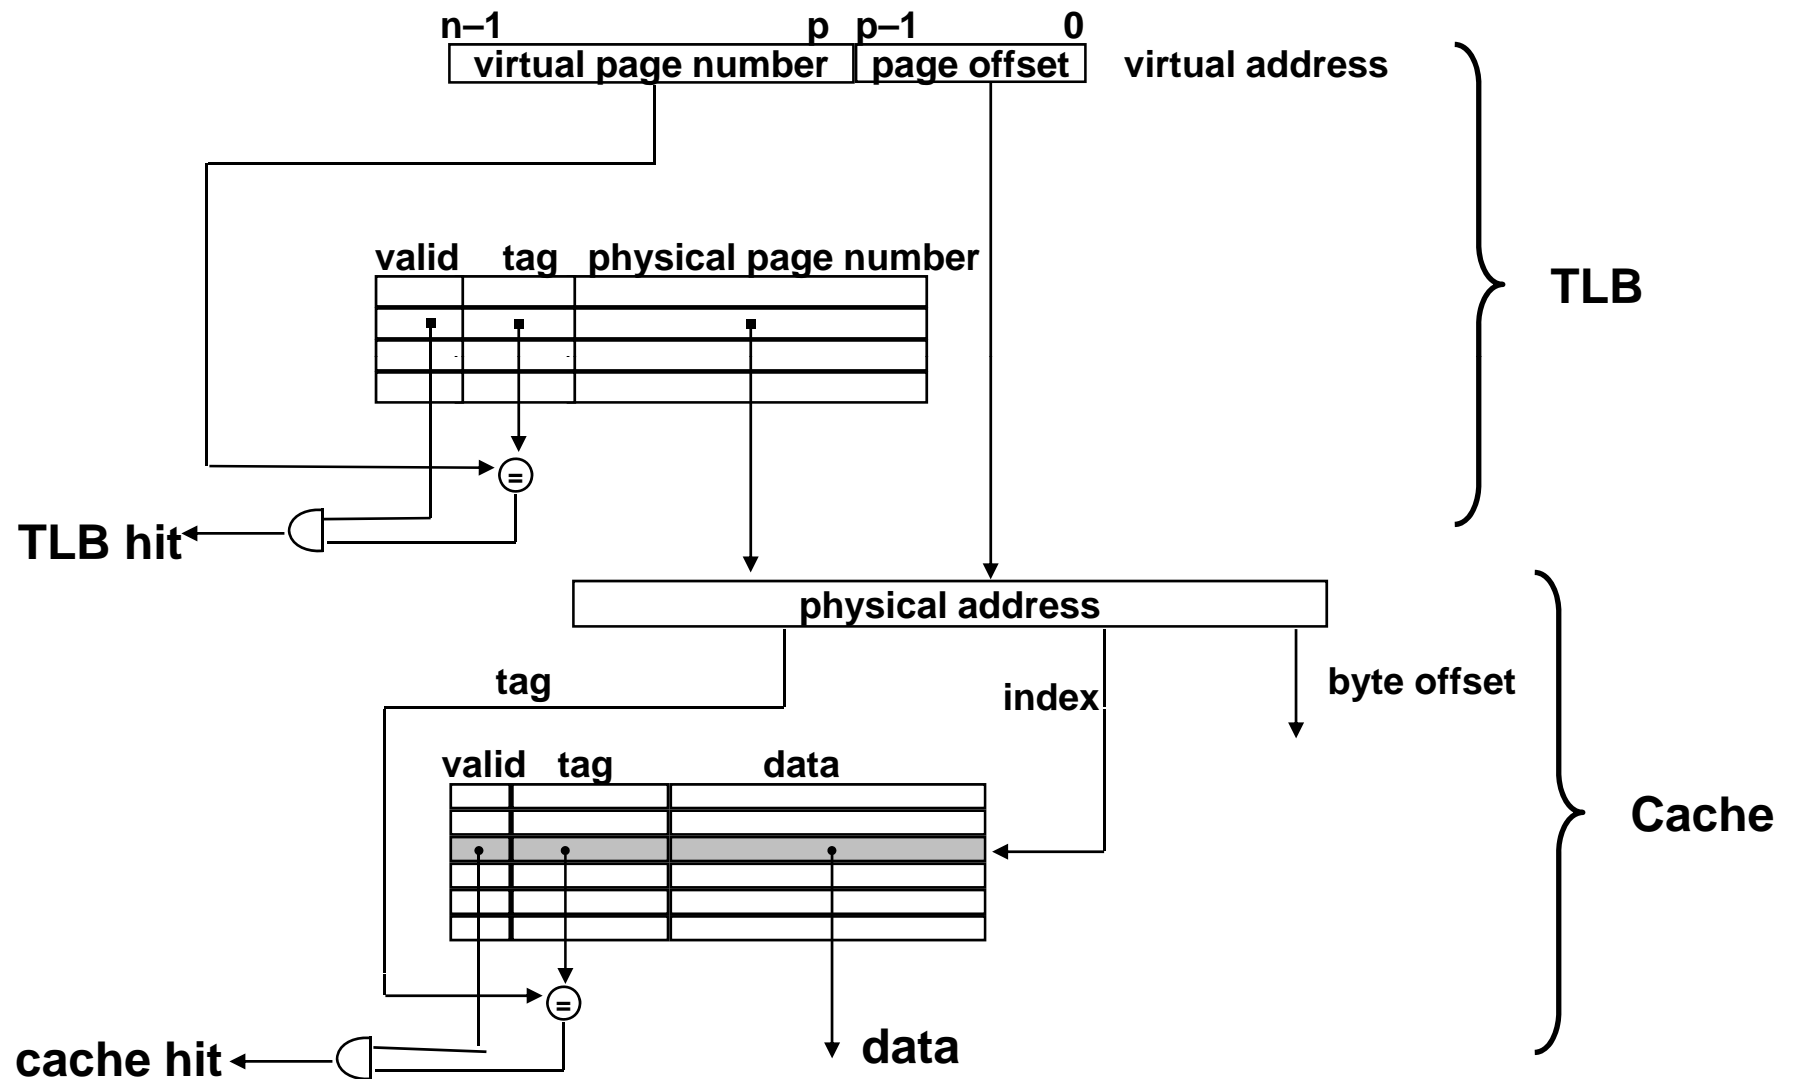 n–1 p p–1 0
virtual page number page offset virtual address
valid tag physical page number
TLB
=
TLB hit
physical address
tag index byte offset
valid tag data
Cache
=
cache hit data